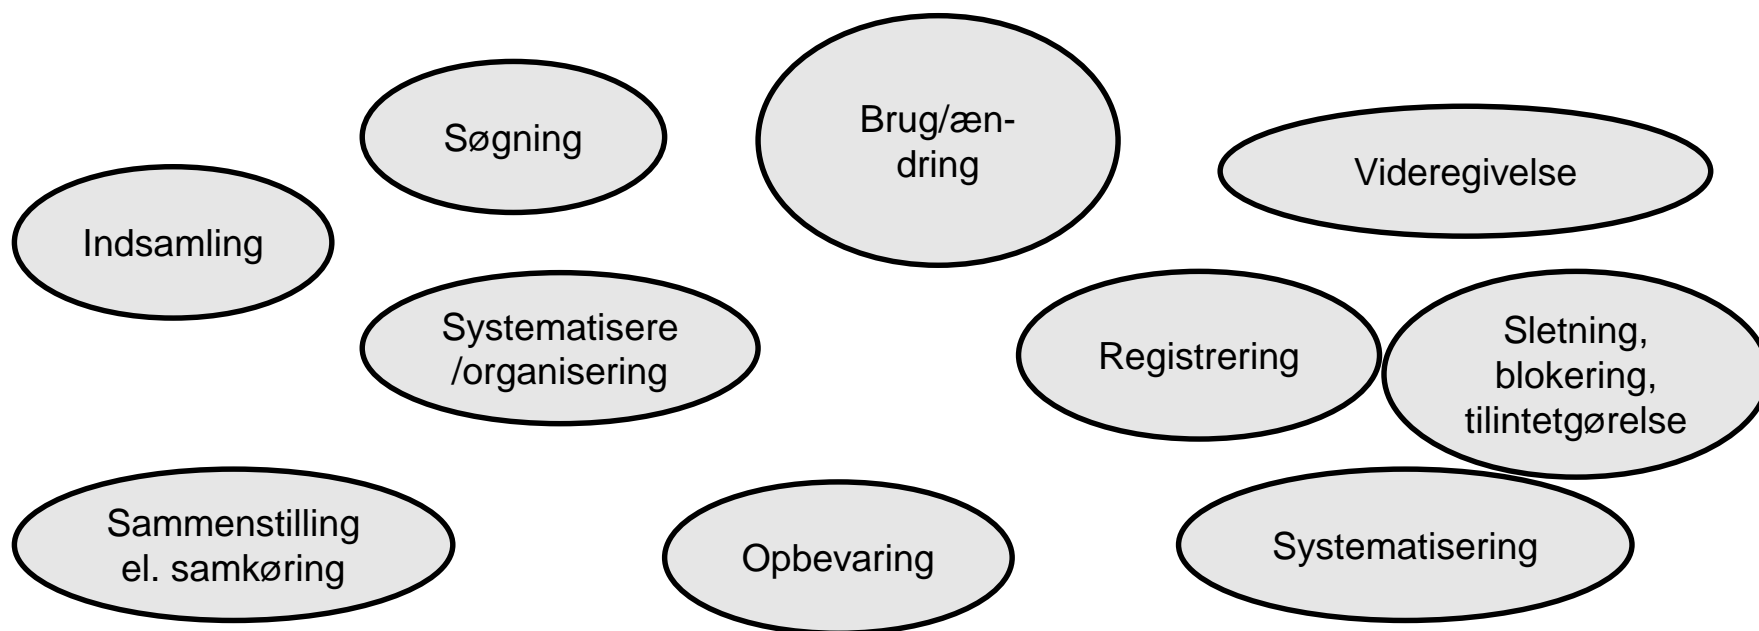 Søgning
Brug/æn-
dring
Videregivelse
Indsamling
Systematisere
/organisering
Registrering
Sletning,
blokering,
tilintetgørelse
Sammenstilling
el. samkøring
Opbevaring
Systematisering